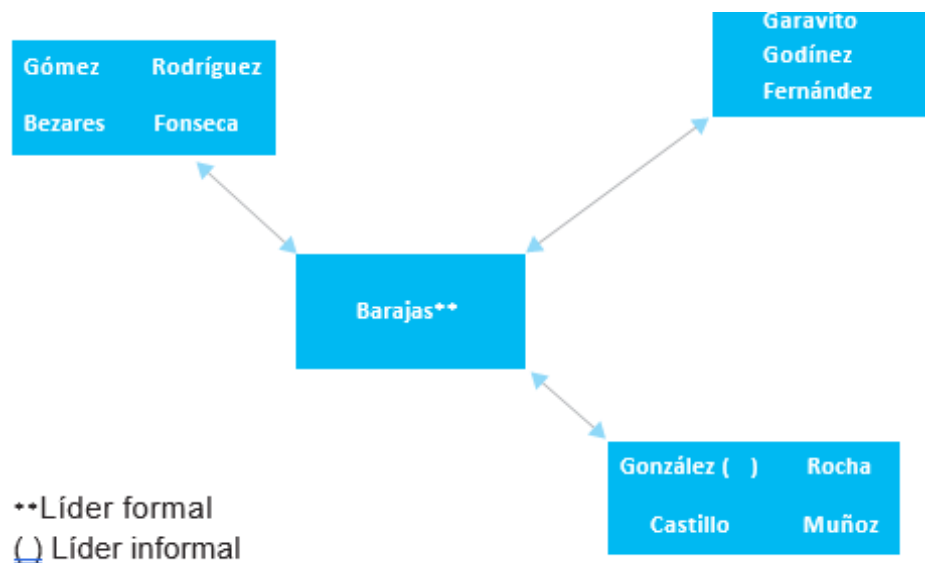 Gómez Rodríguez
Bezares Fonseca
Garavito
Godínez
Fernández
Barajas**
González ( ) Rocha
Castillo Muñoz
**Líder formal
( ) Líder informal